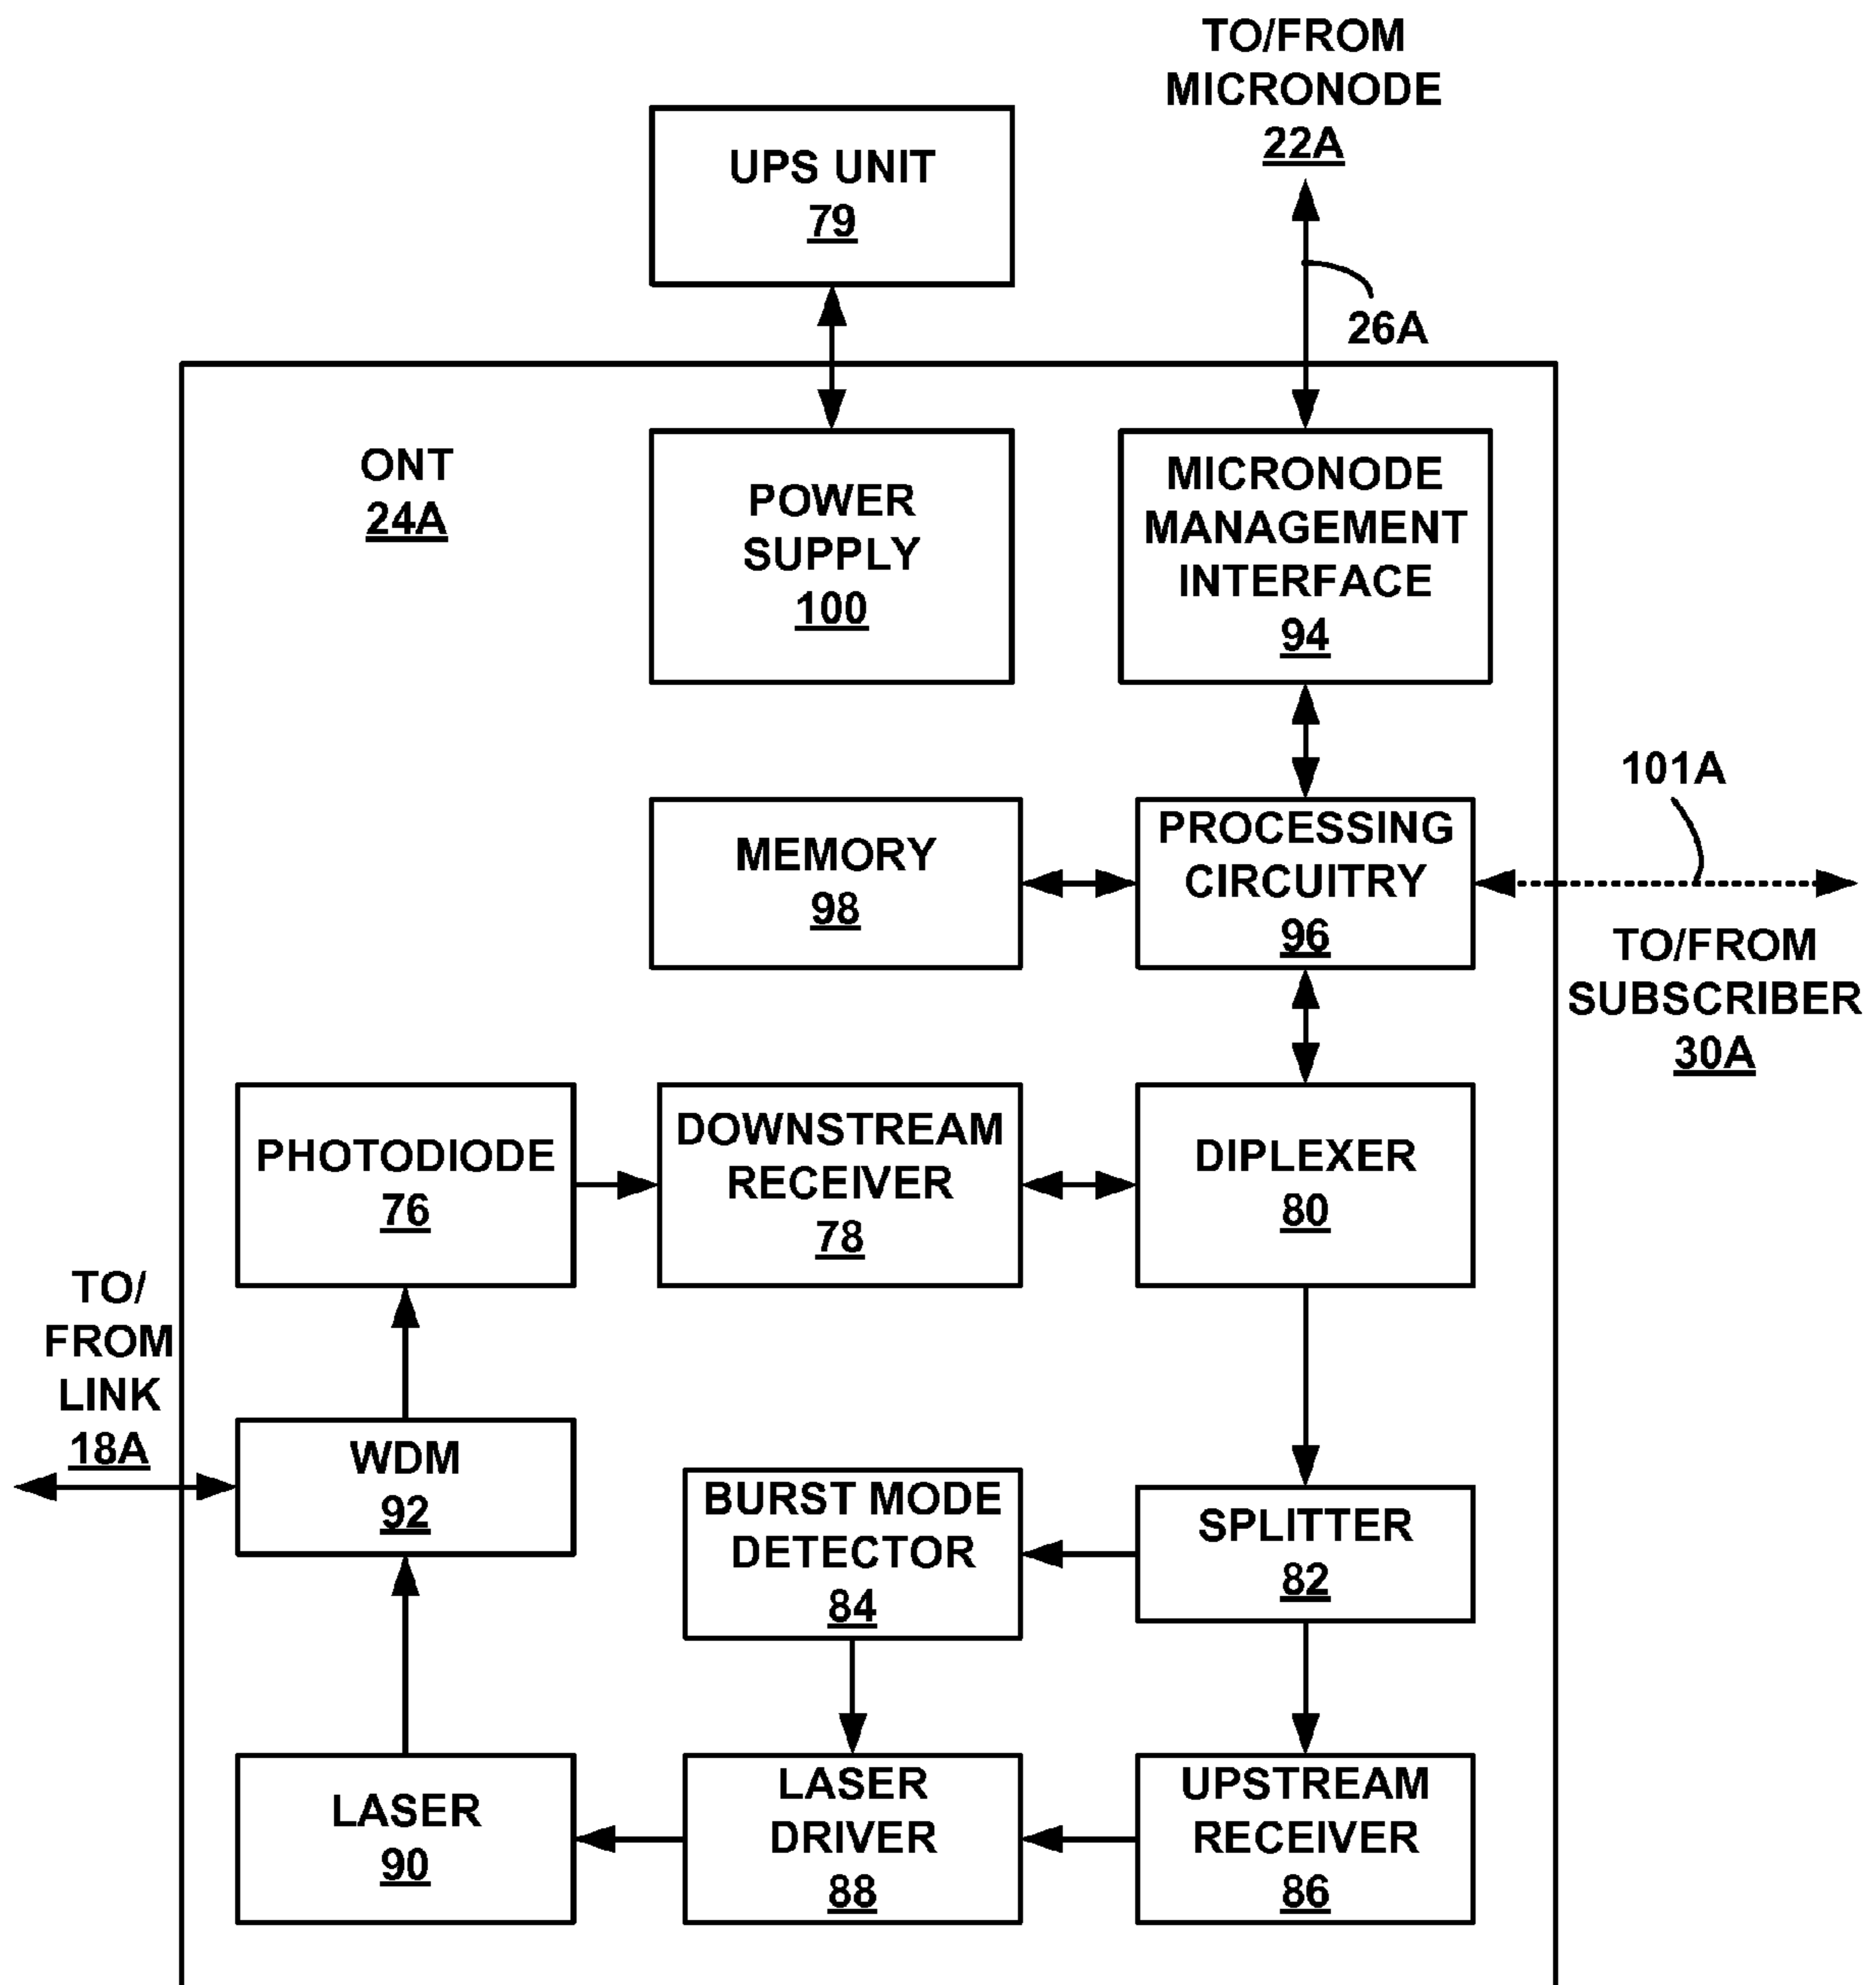 TO/FROM
MICRONODE
22A
UPS UNIT
79
26A
ONT
24A
POWER
SUPPLY
100
MICRONODE
MANAGEMENT
INTERFACE
94
101A
MEMORY
98
PROCESSING
CIRCUITRY
96
TO/FROM
SUBSCRIBER
30A
PHOTODIODE
76
DOWNSTREAM
RECEIVER
78
DIPLEXER
80
TO/
FROM
LINK
18A
WDM
92
BURST MODE
DETECTOR
84
SPLITTER
82
LASER
90
LASER
DRIVER
88
UPSTREAM
RECEIVER
86